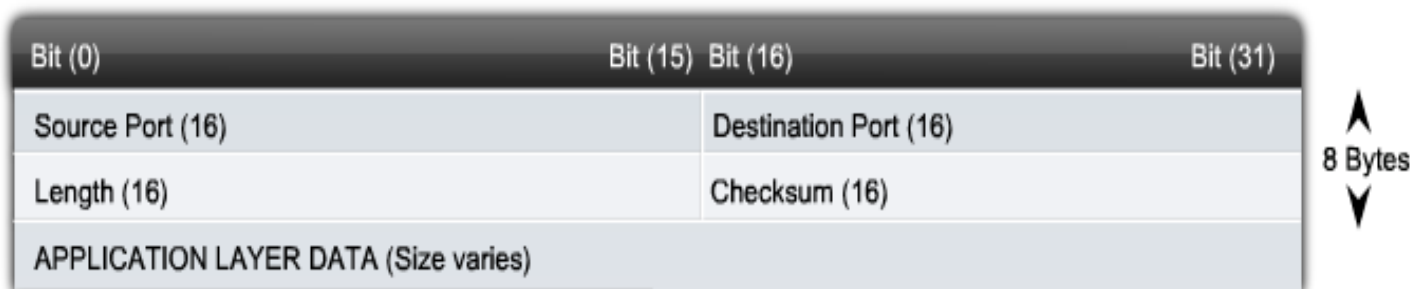 Bit (0) Bit (15) Bit (16) Bit (31)
Source Port (16) Destination Port (16)
8 Bytes
Length (16) Checksum (16)
APPLICATION LAYER DATA (Size varies)